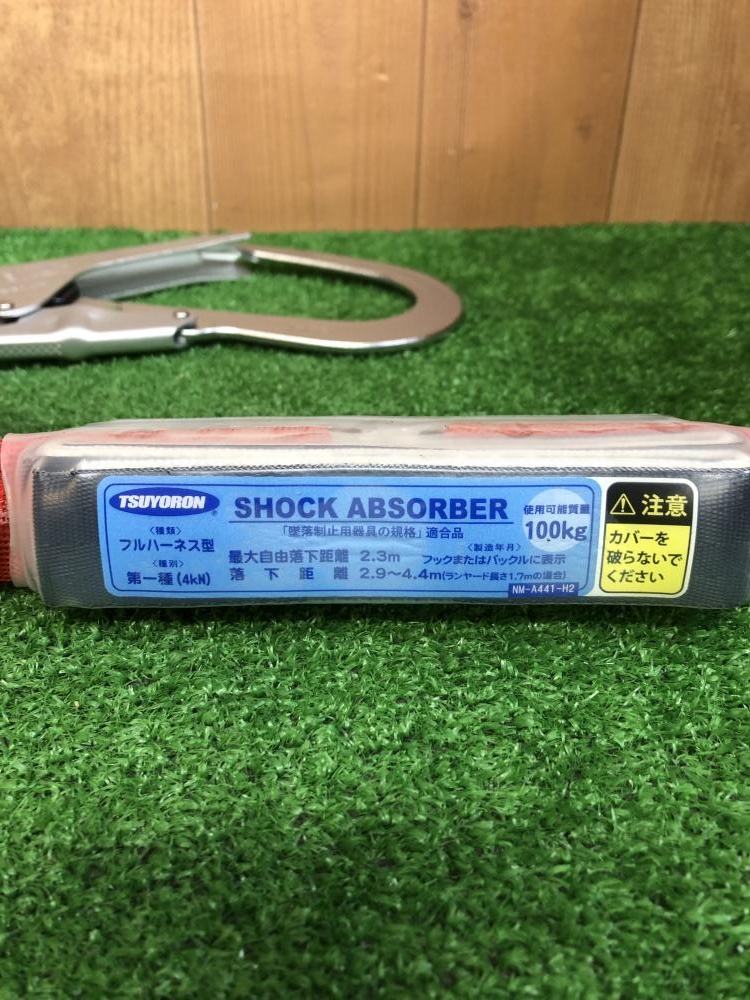 TSUYORON
SHOCK ABSORBER
「墜落制止用器具の規格」適合品
使用可能質量
100kg
〈種類〉
フルハーネス型
〈種別〉
第一種(4kN)
最大自由落下距離 2.3m
落下距離 2.9～4.4m(ランヤード長さ1.7mの場合)
〈製造年月〉
フックまたはバックルに表示
NM-A441-H2
注意
カバーを
破らないで
ください